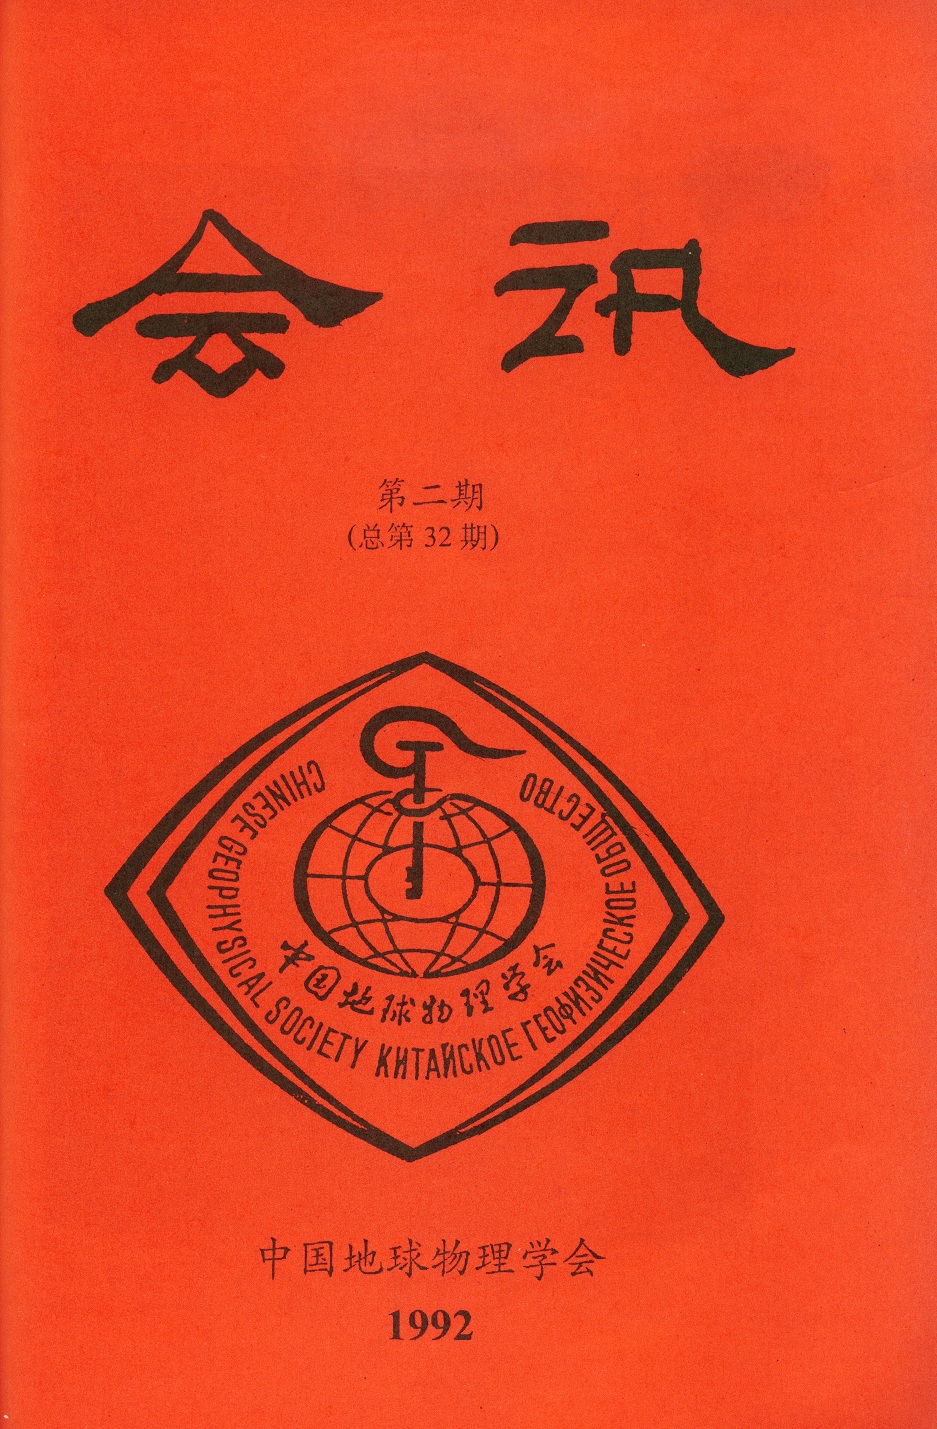 会讯
第二期
(总第32期)
CHINESE GEOPHYSICAL SOCIETY КИТАЙСКОЕ ГЕОФИЗИЧЕСКОЕ ОБЩЕСТВО
中国地球物理学会
中国地球物理学会
1992